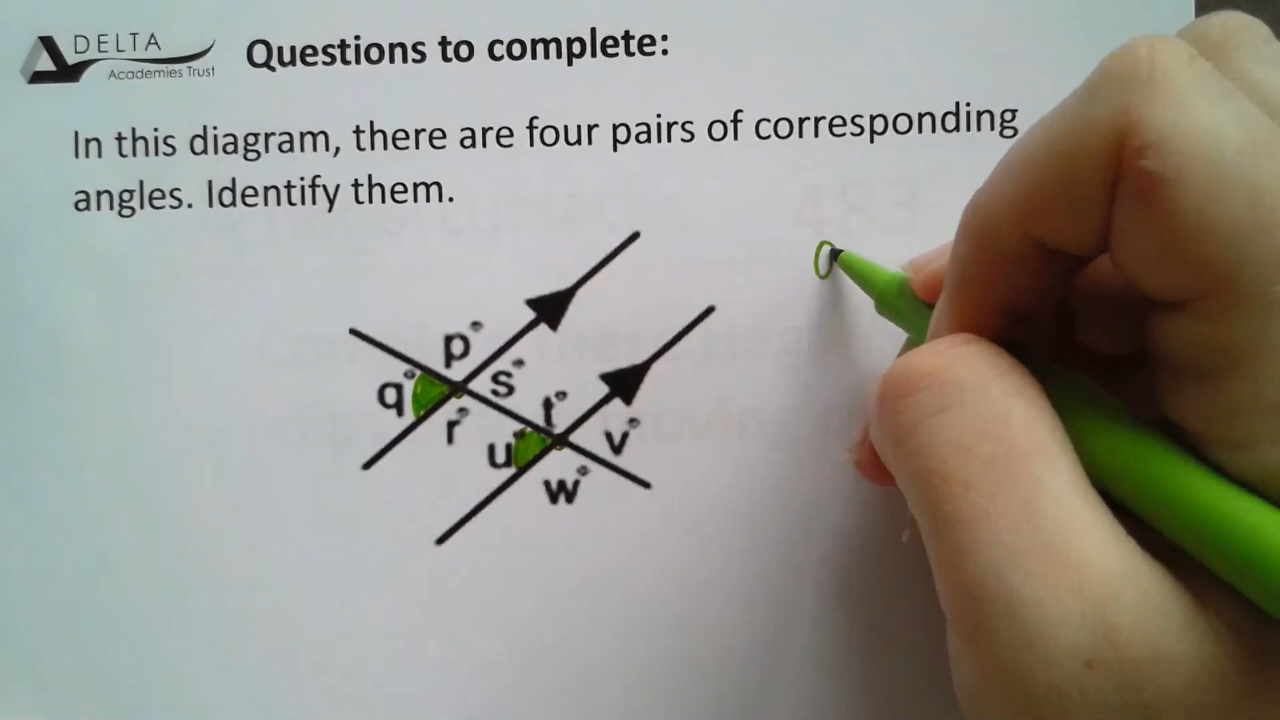 DELTA
Academies Trust
Questions to complete:
In this diagram, there are four pairs of corresponding
angles. Identify them.
p°
q°
s°
r°
t°
u°
v°
w°